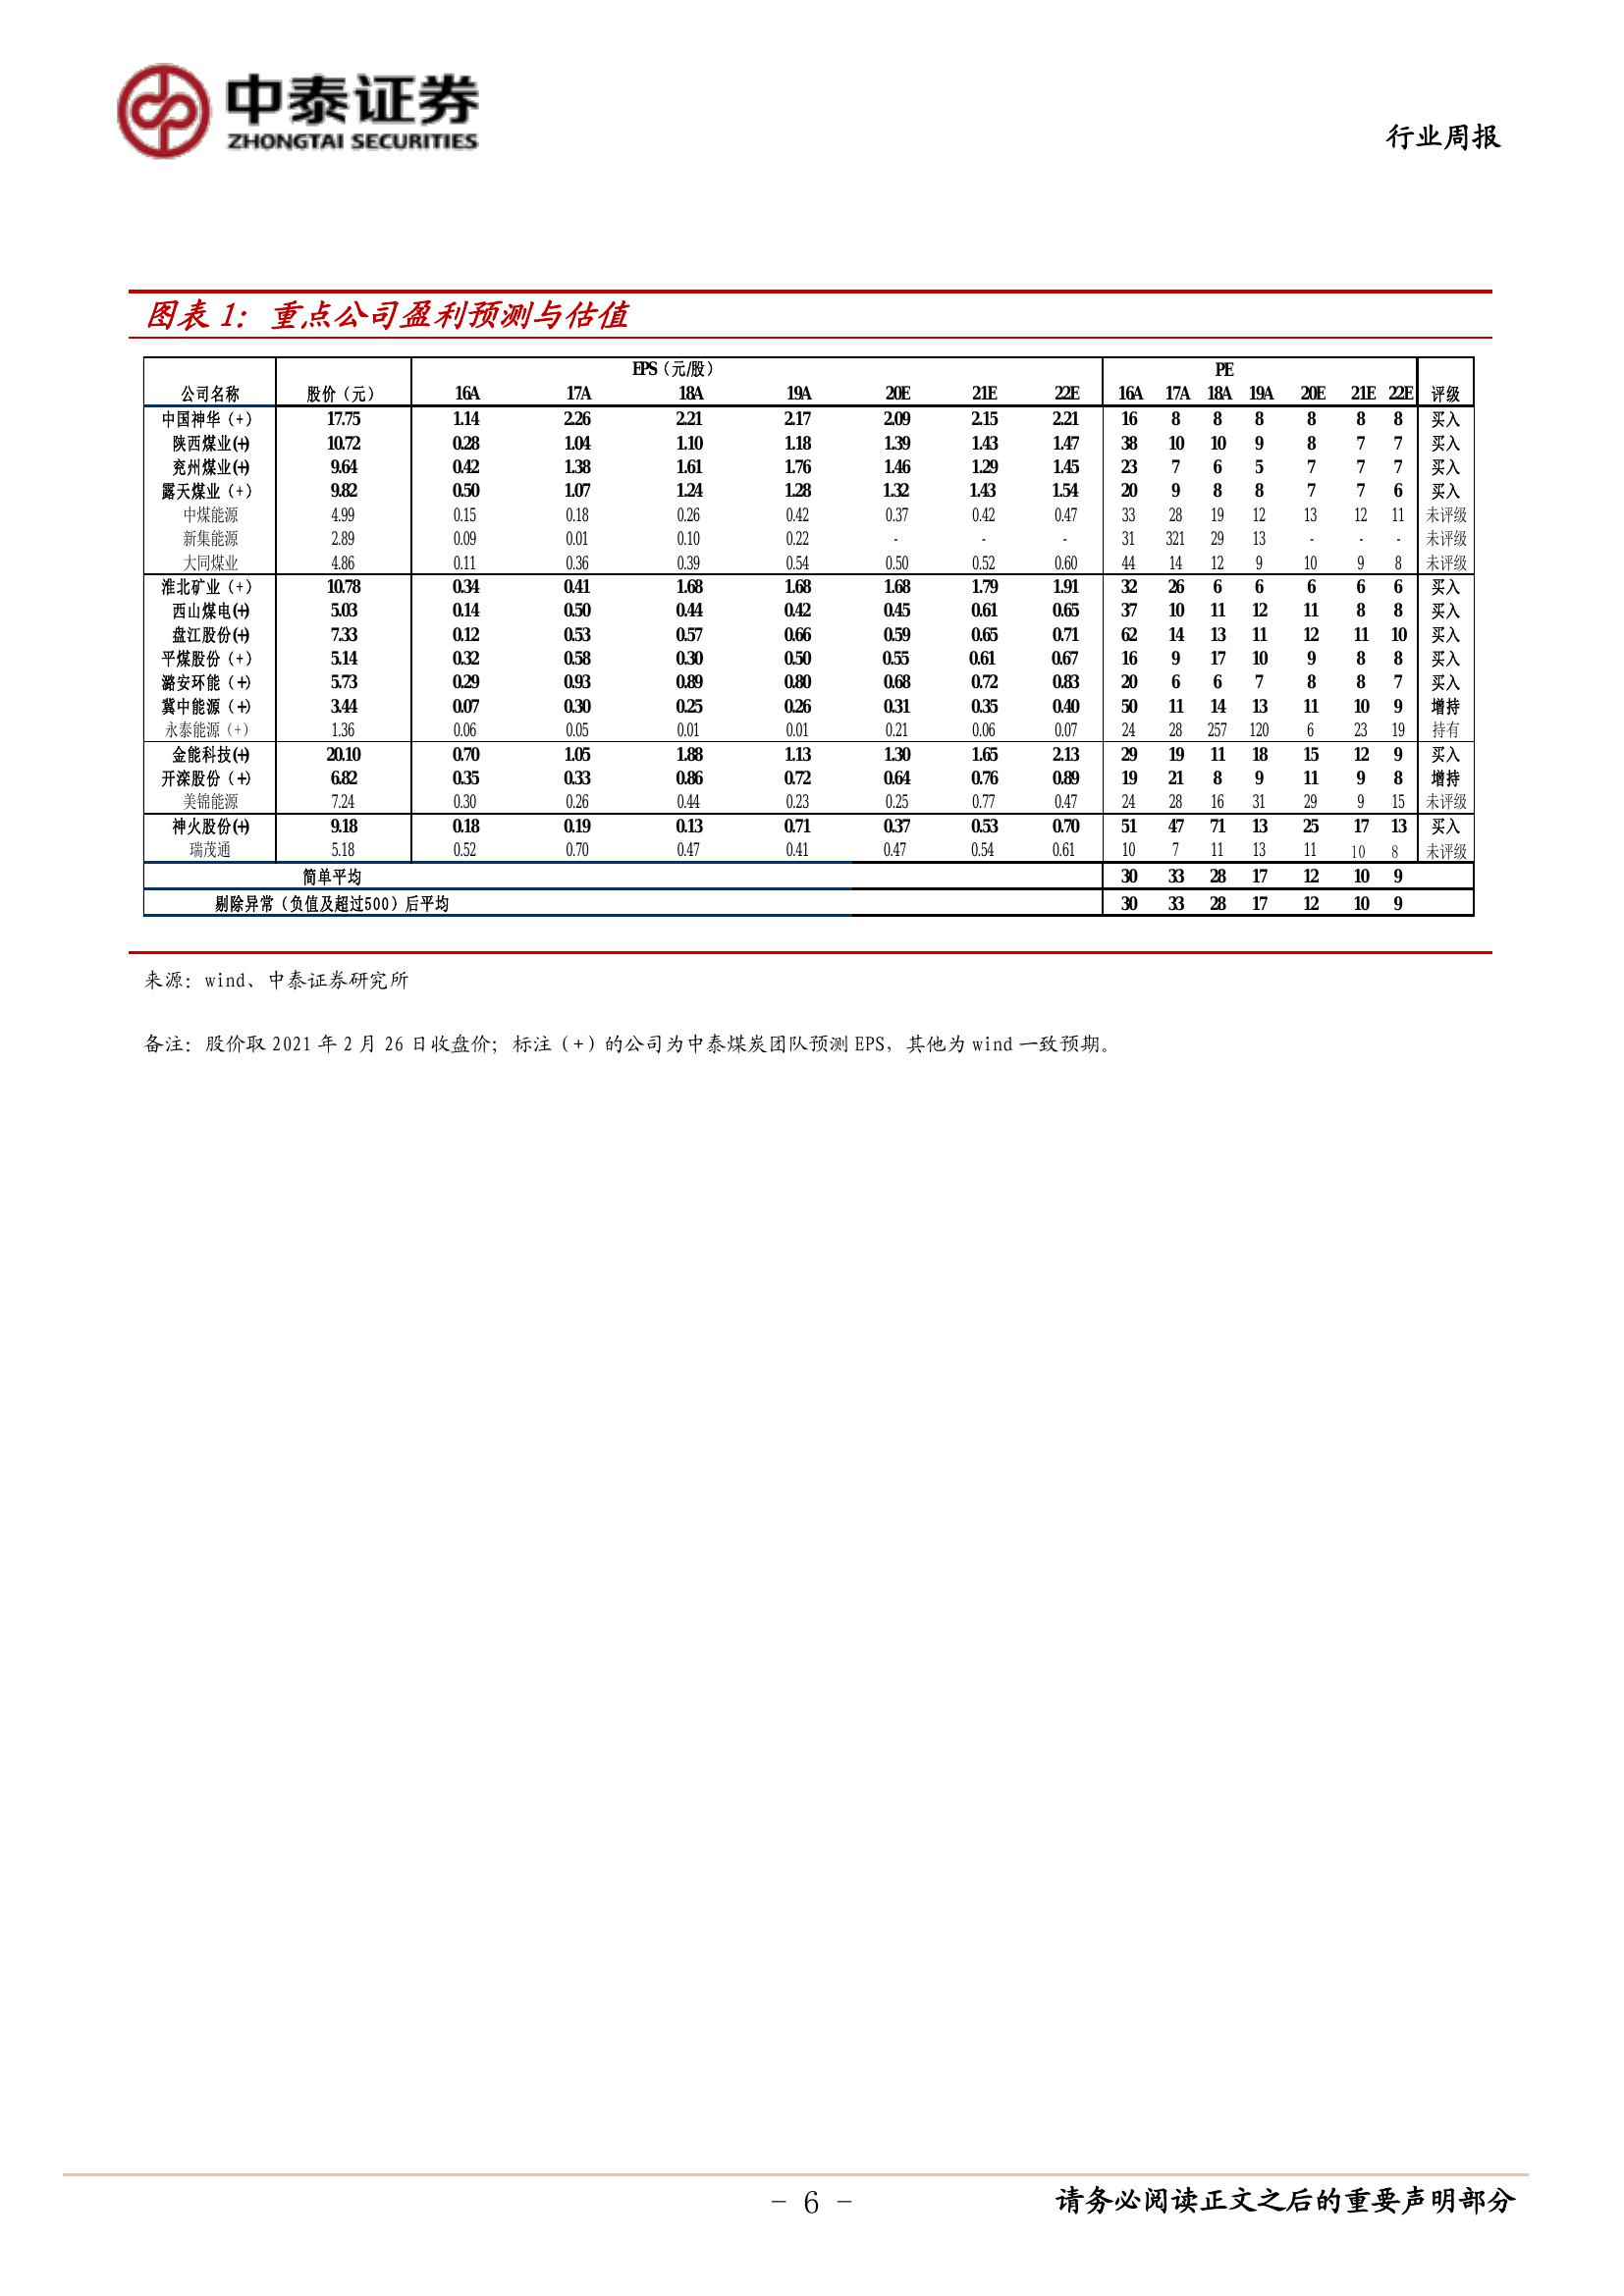 中泰证券
ZHONGTAI SECURITIES
行业周报
图表 1：重点公司盈利预测与估值
EPS（元/股） PE
公司名称 股价（元） 16A 17A 18A 19A 20E 21E 22E 16A 17A 18A 19A 20E 21E 22E 评级
中国神华（+） 17.75 1.14 2.26 2.21 2.17 2.09 2.15 2.21 16 8 8 8 8 8 8 买入
陕西煤业(+) 10.72 0.28 1.04 1.10 1.18 1.39 1.43 1.47 38 10 10 9 8 7 7 买入
兖州煤业(+) 9.64 0.42 1.38 1.61 1.76 1.46 1.29 1.45 23 7 6 5 7 7 7 买入
露天煤业（+） 9.82 0.50 1.07 1.24 1.28 1.32 1.43 1.54 20 9 8 8 7 7 6 买入
中煤能源 4.99 0.15 0.18 0.26 0.42 0.37 0.42 0.47 33 28 19 12 13 12 11 未评级
新集能源 2.89 0.09 0.01 0.10 0.22 - - - 31 321 29 13 - - - 未评级
大同煤业 4.86 0.11 0.36 0.39 0.54 0.50 0.52 0.60 44 14 12 9 10 9 8 未评级
淮北矿业（+） 10.78 0.34 0.41 1.68 1.68 1.68 1.79 1.91 32 26 6 6 6 6 6 买入
西山煤电(+) 5.03 0.14 0.50 0.44 0.42 0.45 0.61 0.65 37 10 11 12 11 8 8 买入
盘江股份(+) 7.33 0.12 0.53 0.57 0.66 0.59 0.65 0.71 62 14 13 11 12 11 10 买入
平煤股份（+） 5.14 0.32 0.58 0.30 0.50 0.55 0.61 0.67 16 9 17 10 9 8 8 买入
潞安环能（+） 5.73 0.29 0.93 0.89 0.80 0.68 0.72 0.83 20 6 6 7 8 8 7 买入
冀中能源（+） 3.44 0.07 0.30 0.25 0.26 0.31 0.35 0.40 50 11 14 13 11 10 9 增持
永泰能源（+） 1.36 0.06 0.05 0.01 0.01 0.21 0.06 0.07 24 28 257 120 6 23 19 持有
金能科技(+) 20.10 0.70 1.05 1.88 1.13 1.30 1.65 2.13 29 19 11 18 15 12 9 买入
开滦股份（+） 6.82 0.35 0.33 0.86 0.72 0.64 0.76 0.89 19 21 8 9 11 9 8 增持
美锦能源 7.24 0.30 0.26 0.44 0.23 0.25 0.77 0.47 24 28 16 31 29 9 15 未评级
神火股份(+) 9.18 0.18 0.19 0.13 0.71 0.37 0.53 0.70 51 47 71 13 25 17 13 买入
瑞茂通 5.18 0.52 0.70 0.47 0.41 0.47 0.54 0.61 10 7 11 13 11 10 8 未评级
简单平均 30 33 28 17 12 10 9
剔除异常（负值及超过500）后平均 30 33 28 17 12 10 9
来源：wind、中泰证券研究所
备注：股价取 2021 年 2 月 26 日收盘价；标注（+）的公司为中泰煤炭团队预测 EPS，其他为 wind 一致预期。
- 6 - 请务必阅读正文之后的重要声明部分